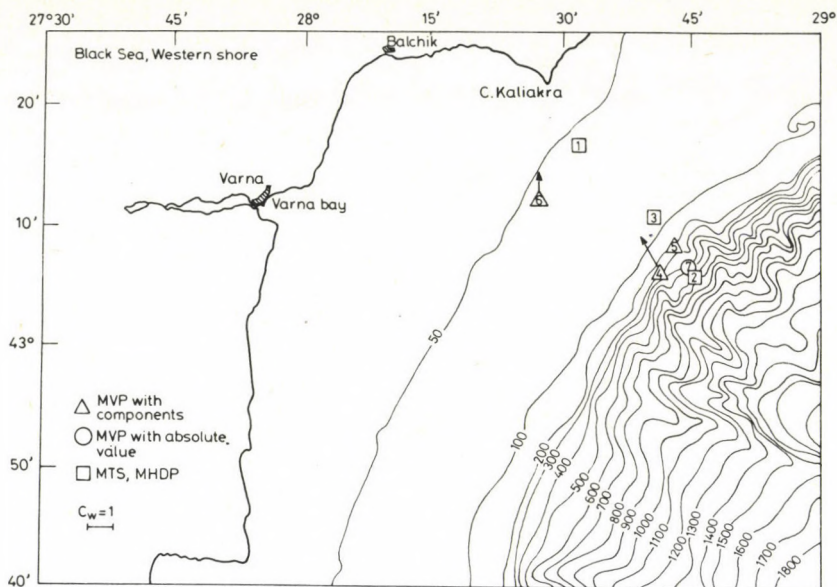 27°30' 45' 28° 15' 30' 45' 29°
Black Sea, Western shore
Balchik
C. Kaliakra
20'
1
Varna
6
Varna bay
3
10'
5
4
7
2
43°
50
MVP with
components
MVP with absolute
value
MTS, MHDP
50'
Cw=1
40'
100
200
300
400
500
600
700
800
900
1000
1100
1200
1300
1400
1500
1600
1700
1800